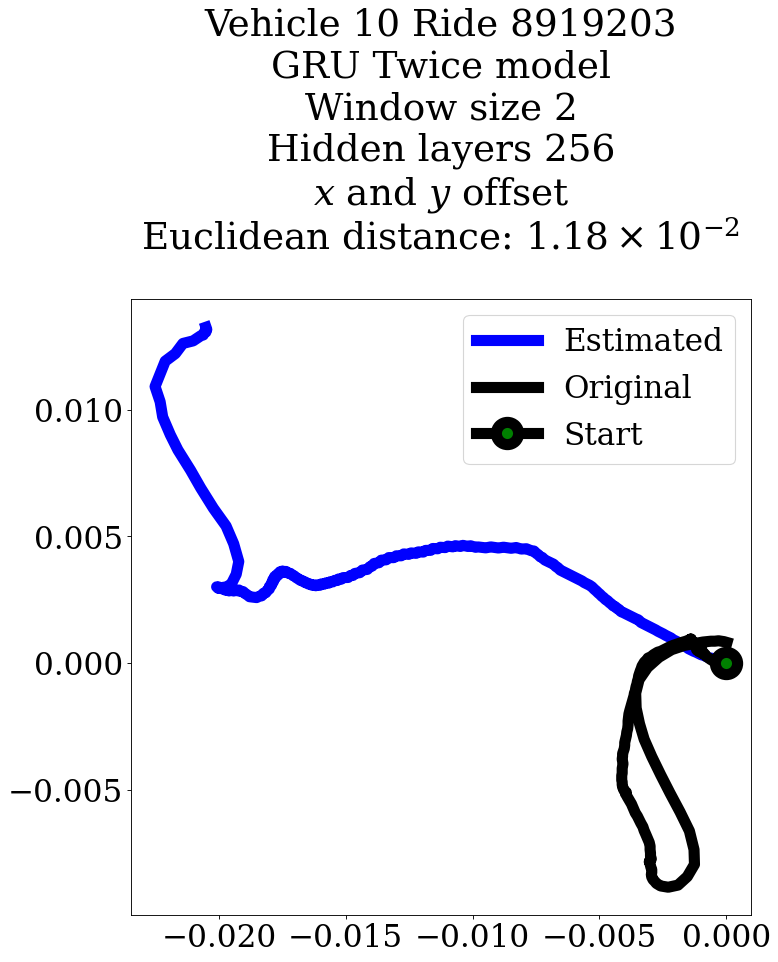 Vehicle 10 Ride 8919203
GRU Twice model
Window size 2
Hidden layers 256
x and y offset
Euclidean distance: 1.18 × 10⁻²
Estimated
Original
Start
0.010
0.005
0.000
−0.005
−0.020 −0.015 −0.010 −0.005 0.000